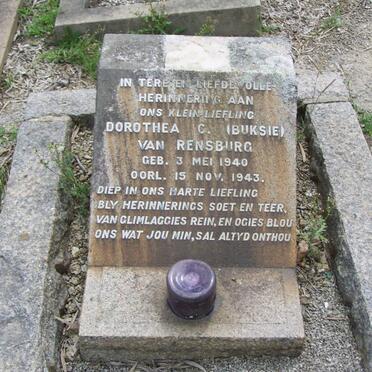 IN TERE EN LIEFDEVOLLE
HERINNERING AAN
ONS KLEIN LIEFLING
DOROTHEA C. (BUKSIE)
VAN RENSBURG
GEB. 3 MEI 1940
OORL. 15 NOV. 1943.
DIEP IN ONS HARTE LIEFLING
BLY HERINNERINGS SOET EN TEER,
VAN GLIMLAGGIES REIN, EN OGIES BLOU
ONS WAT JOU MIN, SAL ALTYD ONTHOU